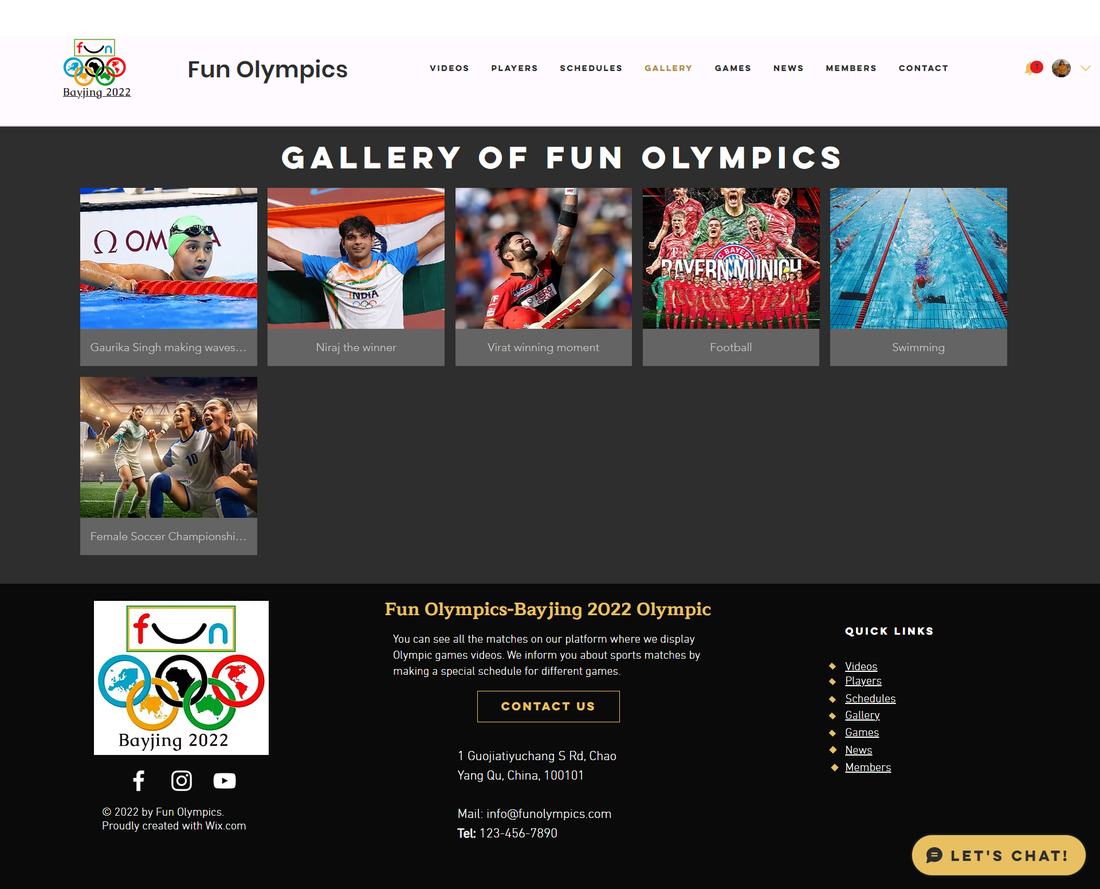 fun
Bayjing 2022
Fun Olympics
VIDEOS PLAYERS SCHEDULES GALLERY GAMES NEWS MEMBERS CONTACT
GALLERY OF FUN OLYMPICS
Ω OM A
INDIA
BAYERN MUNICH
Gaurika Singh making waves...
Niraj the winner
Virat winning moment
Football
Swimming
10
Female Soccer Championshi...
fun
Bayjing 2022
© 2022 by Fun Olympics.
Proudly created with Wix.com
Fun Olympics-Bayjing 2022 Olympic
You can see all the matches on our platform where we display
Olympic games videos. We inform you about sports matches by
making a special schedule for different games.
CONTACT US
1 Guojiatiyuchang S Rd, Chao
Yang Qu, China, 100101
Mail: info@funolympics.com
Tel: 123-456-7890
QUICK LINKS
Videos
Players
Schedules
Gallery
Games
News
Members
LET'S CHAT!